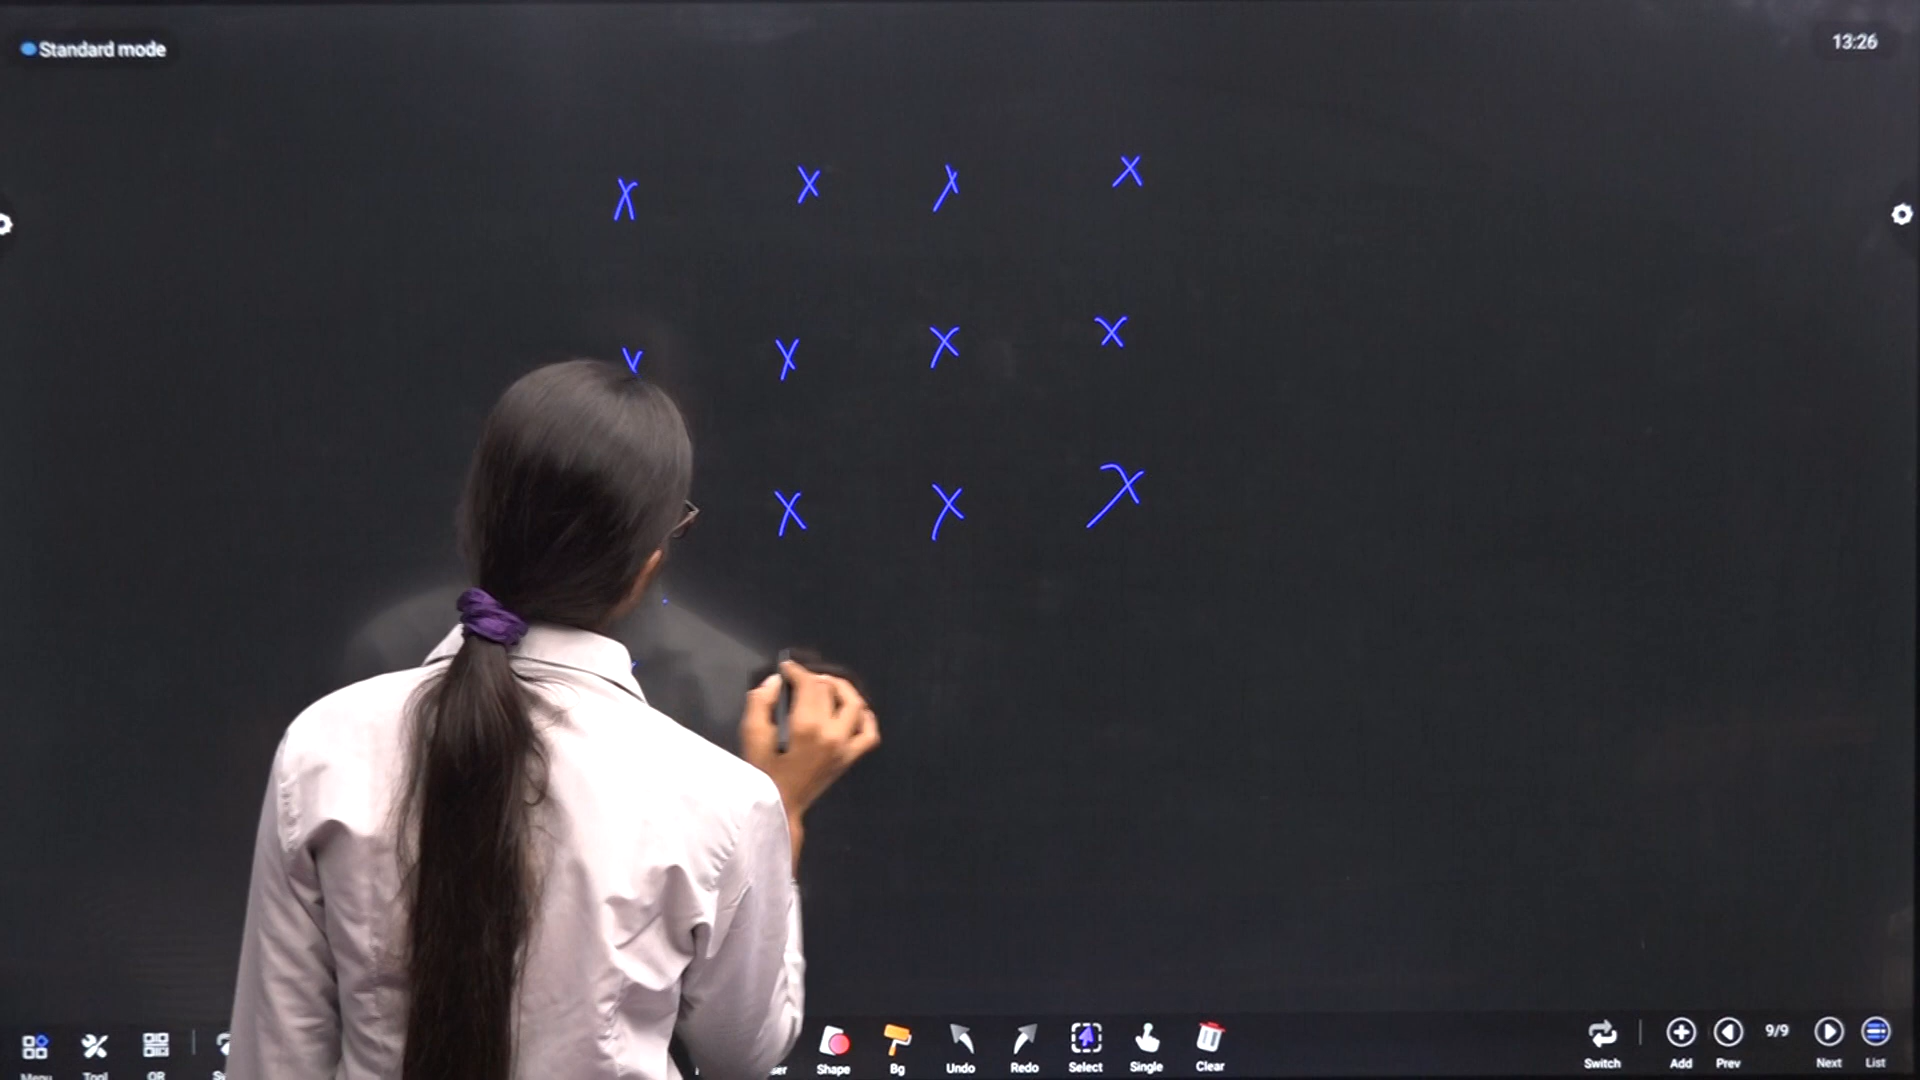 Standard mode
13:26
X X X X
X X X X
X X X
Menu Tool QR Shape Bg Undo Redo Select Single Clear Switch Add Prev 9/9 Next List